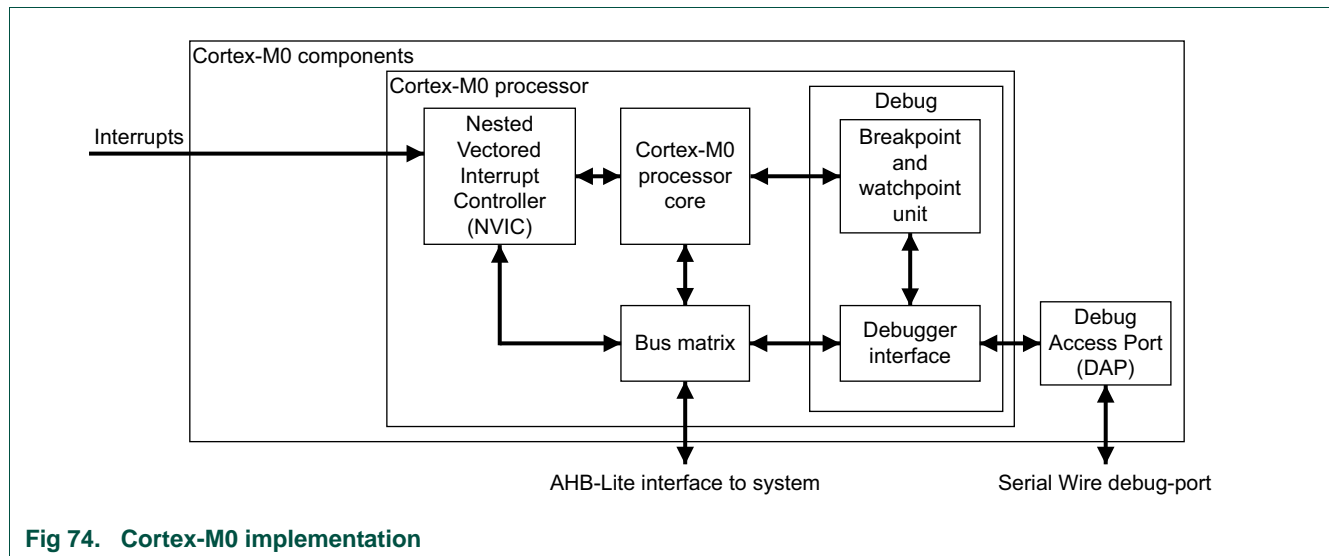 Cortex-M0 components
Cortex-M0 processor
Debug
Interrupts
Nested
Vectored
Interrupt
Controller
(NVIC)
Cortex-M0
processor
core
Breakpoint
and
watchpoint
unit
Bus matrix
Debugger
interface
Debug
Access Port
(DAP)
AHB-Lite interface to system
Serial Wire debug-port
Fig 74. Cortex-M0 implementation